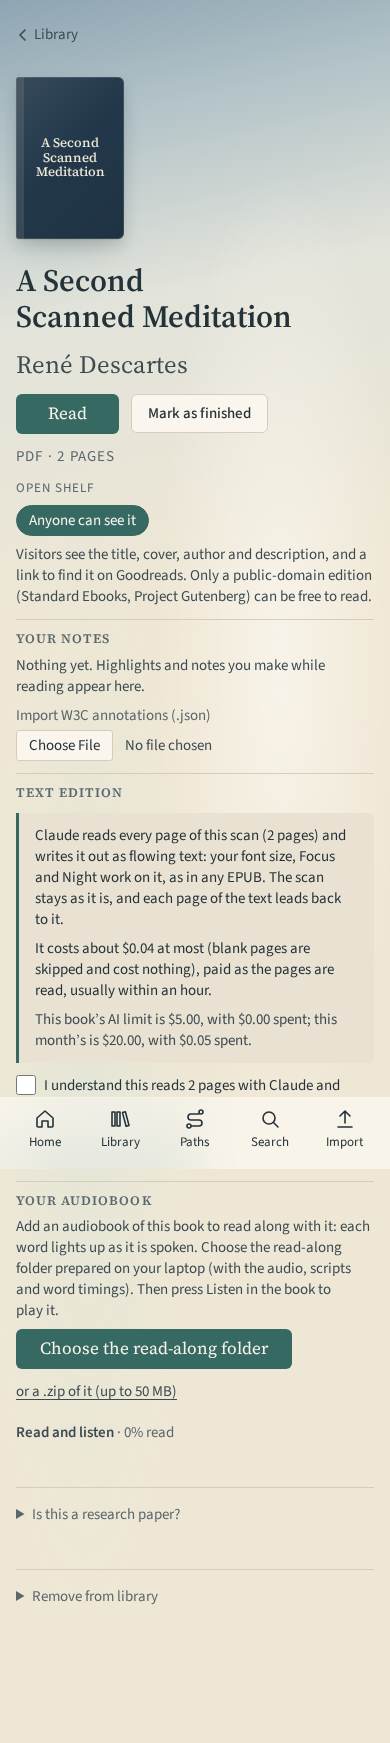 Library
A Second
Scanned
Meditation
A Second
Scanned Meditation
René Descartes
Read
Mark as finished
PDF · 2 PAGES
OPEN SHELF
Anyone can see it
Visitors see the title, cover, author and description, and a
link to find it on Goodreads. Only a public-domain edition
(Standard Ebooks, Project Gutenberg) can be free to read.
YOUR NOTES
Nothing yet. Highlights and notes you make while
reading appear here.
Import W3C annotations (.json)
Choose File No file chosen
TEXT EDITION
Claude reads every page of this scan (2 pages) and
writes it out as flowing text: your font size, Focus
and Night work on it, as in any EPUB. The scan
stays as it is, and each page of the text leads back
to it.
It costs about $0.04 at most (blank pages are
skipped and cost nothing), paid as the pages are
read, usually within an hour.
This book’s AI limit is $5.00, with $0.00 spent; this
month’s is $20.00, with $0.05 spent.
I understand this reads 2 pages with Claude and
Home Library Paths Search Import
YOUR AUDIOBOOK
Add an audiobook of this book to read along with it: each
word lights up as it is spoken. Choose the read-along
folder prepared on your laptop (with the audio, scripts
and word timings). Then press Listen in the book to
play it.
Choose the read-along folder
or a .zip of it (up to 50 MB)
Read and listen · 0% read
Is this a research paper?
Remove from library